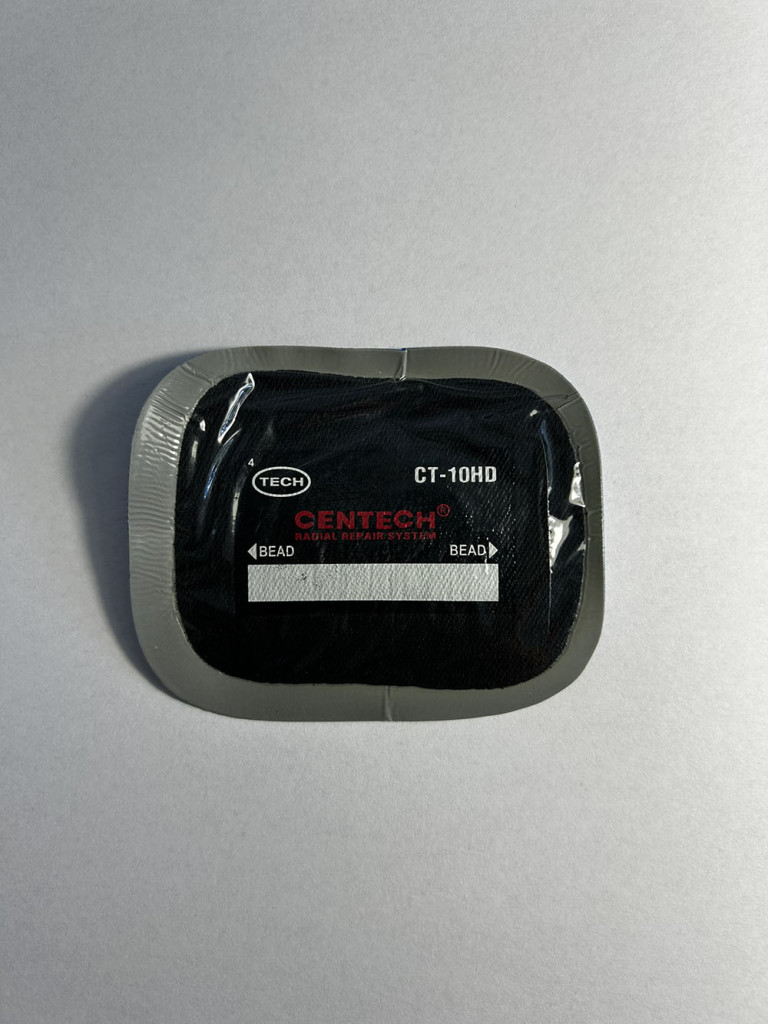 4
TECH CT-10HD
CENTECH®
RADIAL REPAIR SYSTEM
◀BEAD BEAD▶